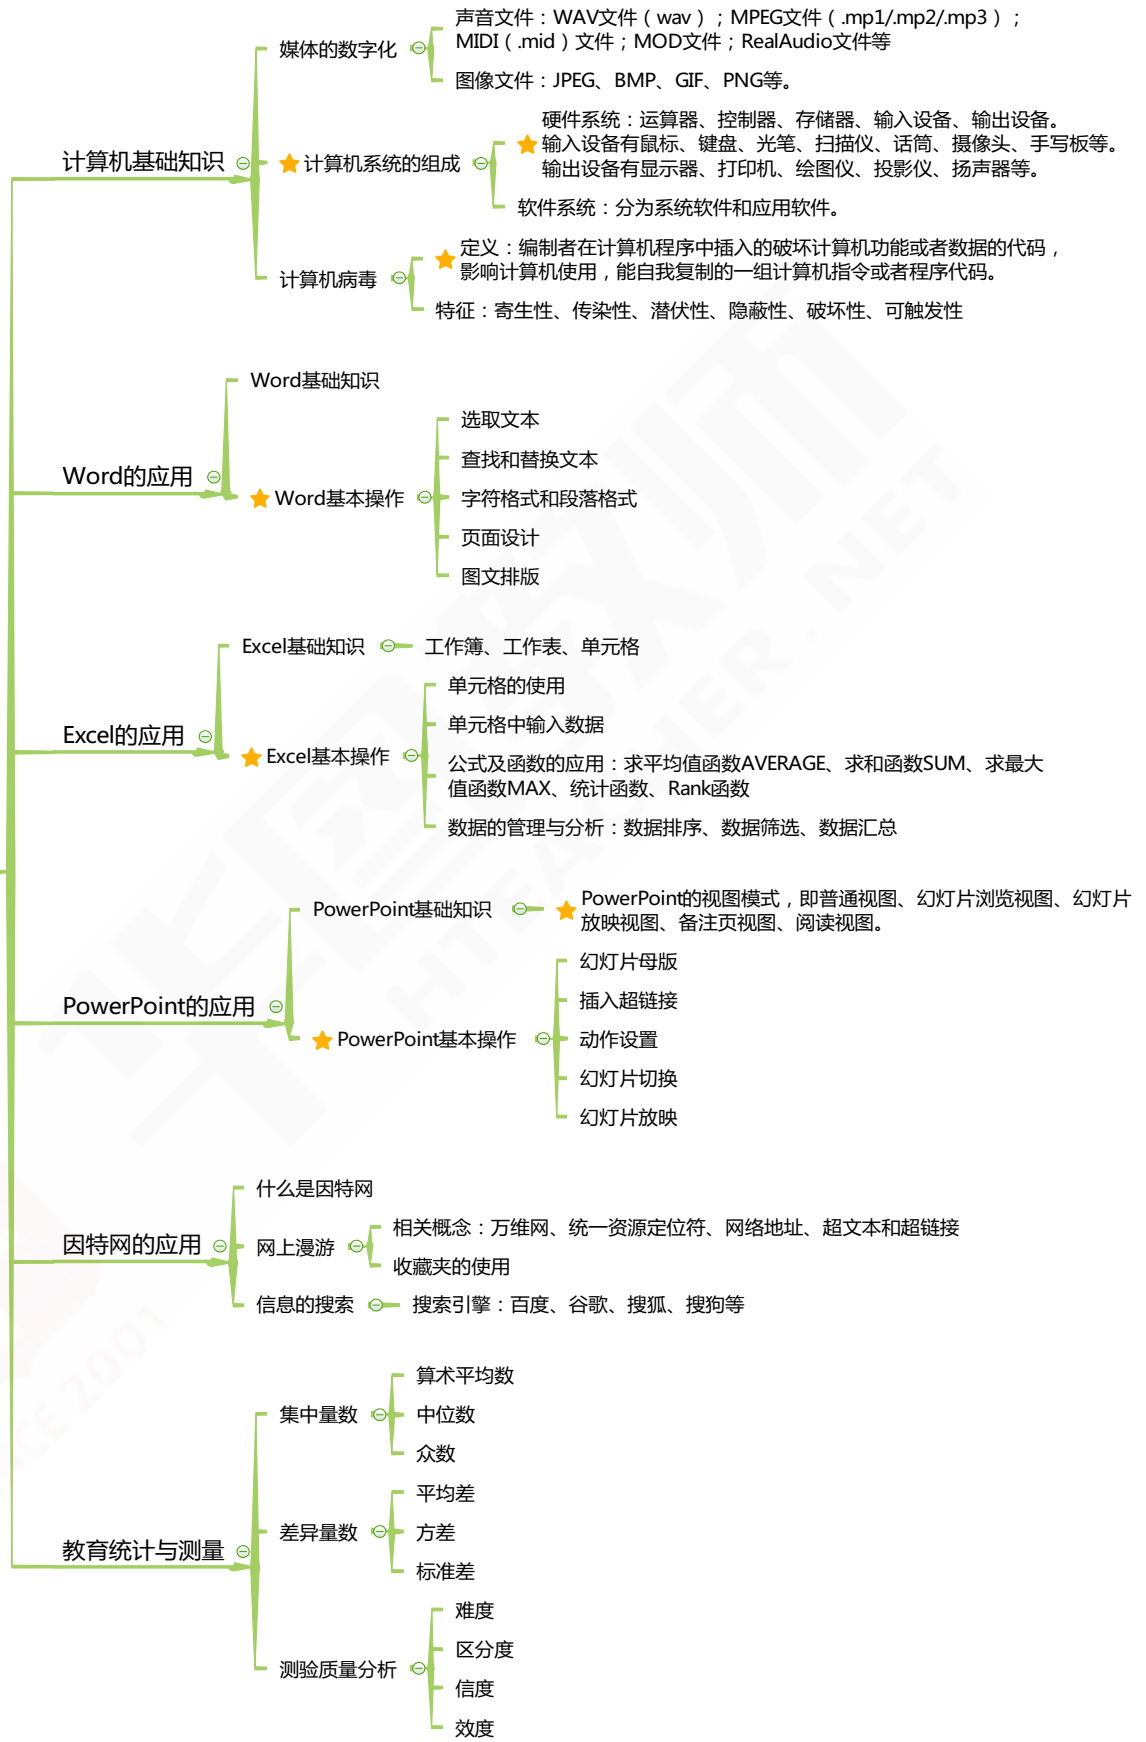 声音文件：WAV文件（wav）；MPEG文件（.mp1/.mp2/.mp3）；
MIDI（.mid）文件；MOD文件；RealAudio文件等
媒体的数字化
图像文件：JPEG、BMP、GIF、PNG等。
硬件系统：运算器、控制器、存储器、输入设备、输出设备。
输入设备有鼠标、键盘、光笔、扫描仪、话筒、摄像头、手写板等。
输出设备有显示器、打印机、绘图仪、投影仪、扬声器等。
计算机基础知识
计算机系统的组成
软件系统：分为系统软件和应用软件。
定义：编制者在计算机程序中插入的破坏计算机功能或者数据的代码，
影响计算机使用，能自我复制的一组计算机指令或者程序代码。
计算机病毒
特征：寄生性、传染性、潜伏性、隐蔽性、破坏性、可触发性
Word基础知识
选取文本
查找和替换文本
Word的应用
Word基本操作
字符格式和段落格式
页面设计
图文排版
Excel基础知识
工作簿、工作表、单元格
单元格的使用
单元格中输入数据
Excel的应用
Excel基本操作
公式及函数的应用：求平均值函数AVERAGE、求和函数SUM、求最大
值函数MAX、统计函数、Rank函数
数据的管理与分析：数据排序、数据筛选、数据汇总
PowerPoint基础知识
PowerPoint的视图模式，即普通视图、幻灯片浏览视图、幻灯片
放映视图、备注页视图、阅读视图。
幻灯片母版
插入超链接
PowerPoint的应用
PowerPoint基本操作
动作设置
幻灯片切换
幻灯片放映
什么是因特网
相关概念：万维网、统一资源定位符、网络地址、超文本和超链接
因特网的应用
网上漫游
收藏夹的使用
信息的搜索
搜索引擎：百度、谷歌、搜狐、搜狗等
算术平均数
集中量数
中位数
众数
平均差
差异量数
方差
教育统计与测量
标准差
难度
区分度
测验质量分析
信度
效度
华图教师
HTEACHER.NET
2001